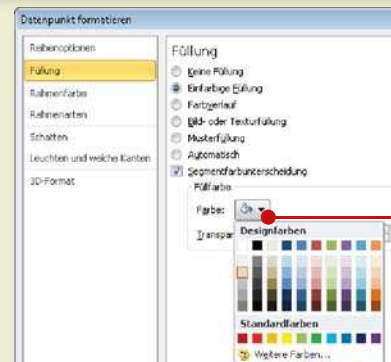 Datenpunkt formatieren
Reihenoptionen
Füllung
Rahmenfarbe
Rahmenarten
Schatten
Leuchten und weiche Kanten
3D-Format
Füllung
Keine Füllung
Einfarbige Füllung
Farbverlauf
Bild- oder Texturfüllung
Musterfüllung
Automatisch
Segmentfarbunterscheidung
Füllfarbe
Farbe:
Transpar
Designfarben
Standardfarben
Weitere Farben...